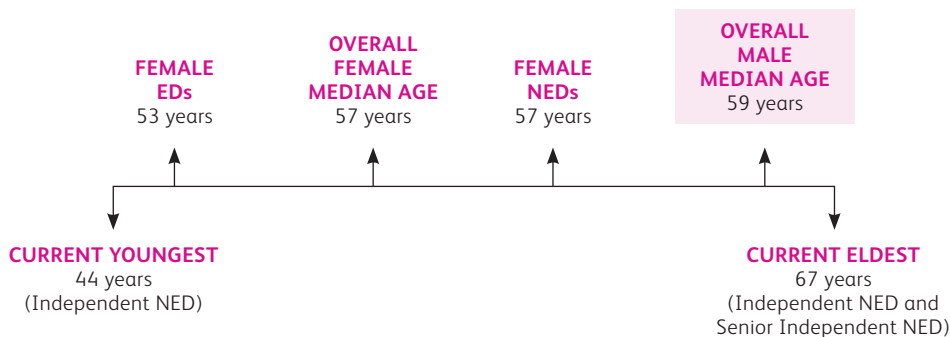 FEMALE
EDs
53 years
OVERALL
FEMALE
MEDIAN AGE
57 years
FEMALE
NEDs
57 years
OVERALL
MALE
MEDIAN AGE
59 years
CURRENT YOUNGEST
44 years
(Independent NED)
CURRENT ELDEST
67 years
(Independent NED and
Senior Independent NED)